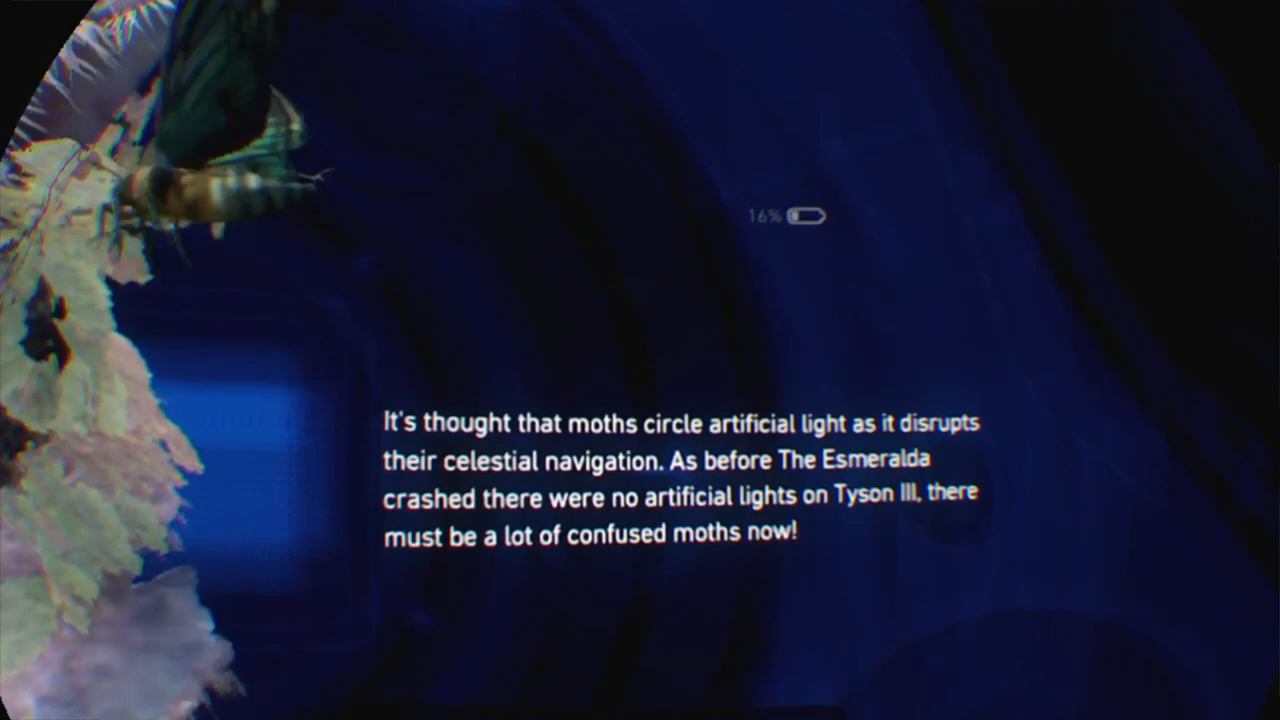 16%
It's thought that moths circle artificial light as it disrupts
their celestial navigation. As before The Esmeralda
crashed there were no artificial lights on Tyson III, there
must be a lot of confused moths now!